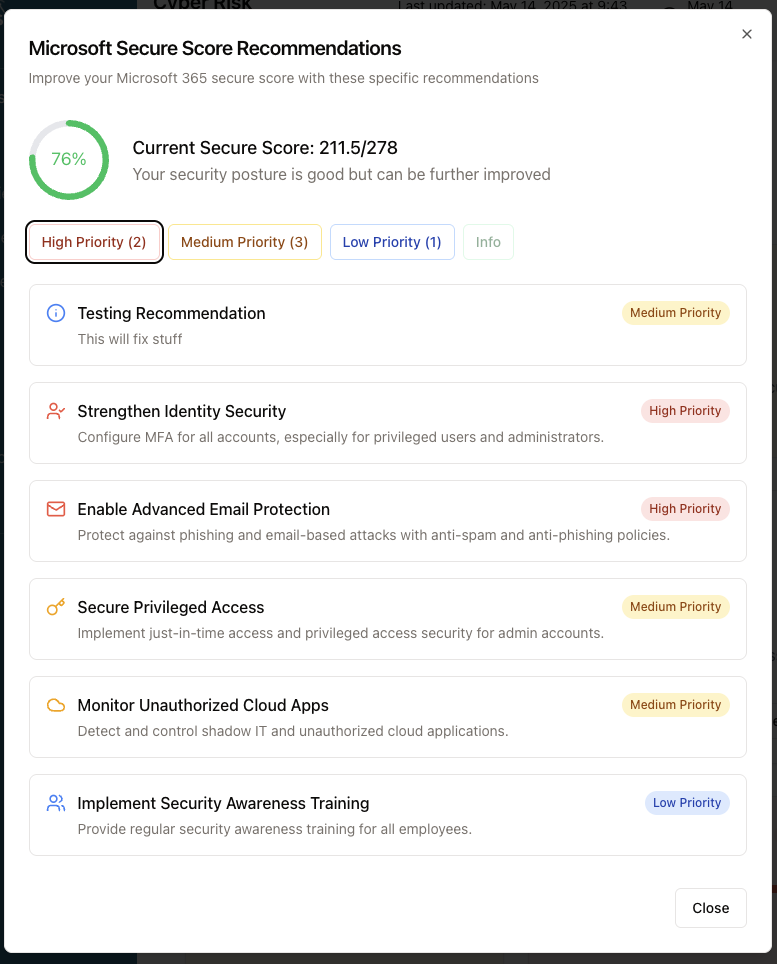 Cyber Risk
Last updated: May 14, 2025 at 9:43
May 14
Microsoft Secure Score Recommendations
Improve your Microsoft 365 secure score with these specific recommendations
76%
Current Secure Score: 211.5/278
Your security posture is good but can be further improved
High Priority (2)
Medium Priority (3)
Low Priority (1)
Info
Testing Recommendation
Medium Priority
This will fix stuff
Strengthen Identity Security
High Priority
Configure MFA for all accounts, especially for privileged users and administrators.
Enable Advanced Email Protection
High Priority
Protect against phishing and email-based attacks with anti-spam and anti-phishing policies.
Secure Privileged Access
Medium Priority
Implement just-in-time access and privileged access security for admin accounts.
Monitor Unauthorized Cloud Apps
Medium Priority
Detect and control shadow IT and unauthorized cloud applications.
Implement Security Awareness Training
Low Priority
Provide regular security awareness training for all employees.
Close